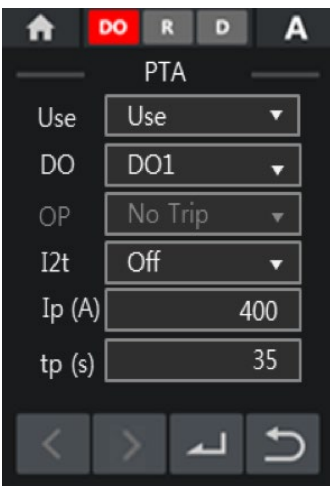 DO R D A
PTA
Use Use
DO DO1
OP No Trip
I2t Off
Ip (A) 400
tp (s) 35